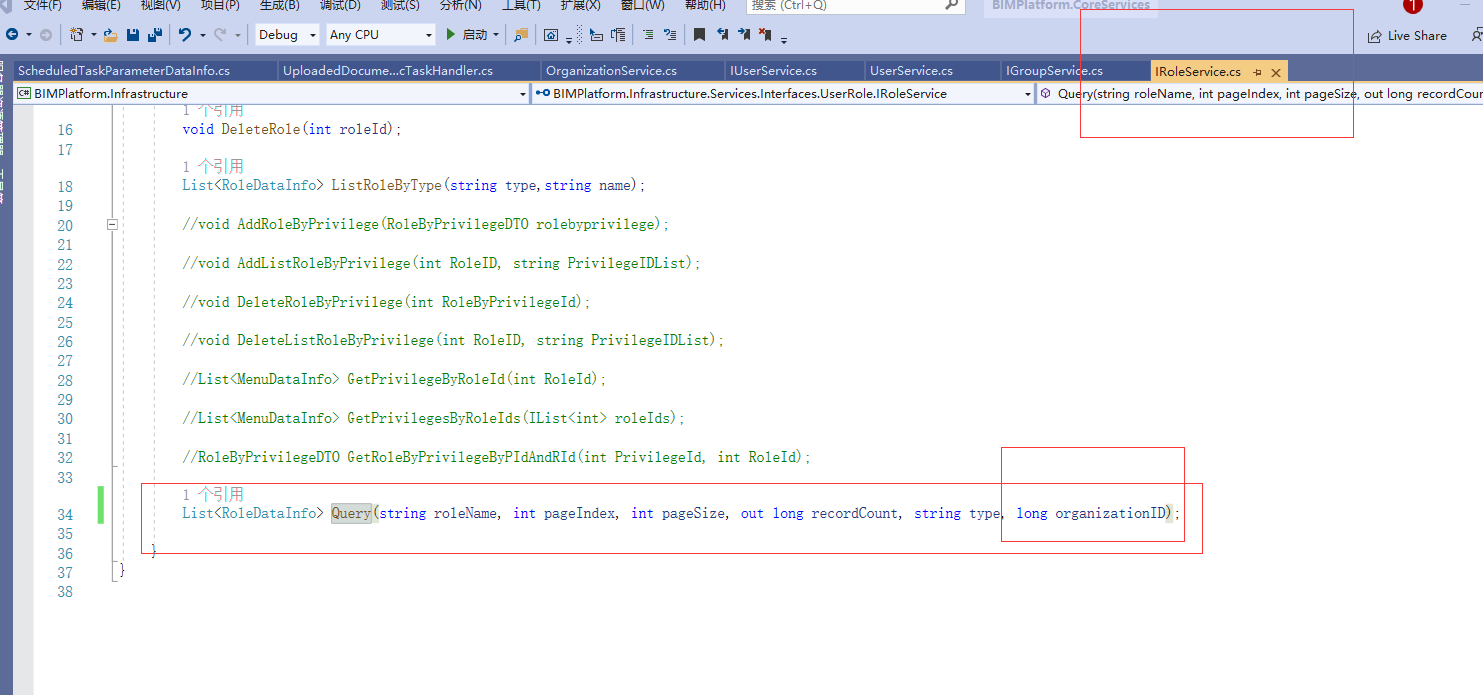 文件(F) 编辑(E) 视图(V) 项目(P) 生成(B) 调试(D) 测试(S) 分析(N) 工具(T) 扩展(X) 窗口(W) 帮助(H) 搜索 (Ctrl+Q) BIMPlatform.CoreServices 1
Debug Any CPU 启动 Live Share
ScheduledTaskParameterDataInfo.cs UploadedDocume...cTaskHandler.cs OrganizationService.cs IUserService.cs UserService.cs IGroupService.cs IRoleService.cs
C# BIMPlatform.Infrastructure BIMPlatform.Infrastructure.Services.Interfaces.UserRole.IRoleService Query(string roleName, int pageIndex, int pageSize, out long recordCoun
1 个引用
16 void DeleteRole(int roleId);
17
1 个引用
18 List<RoleDataInfo> ListRoleByType(string type,string name);
19
20 //void AddRoleByPrivilege(RoleByPrivilegeDTO rolebyprivilege);
21
22 //void AddListRoleByPrivilege(int RoleID, string PrivilegeIDList);
23
24 //void DeleteRoleByPrivilege(int RoleByPrivilegeId);
25
26 //void DeleteListRoleByPrivilege(int RoleID, string PrivilegeIDList);
27
28 //List<MenuDataInfo> GetPrivilegeByRoleId(int RoleId);
29
30 //List<MenuDataInfo> GetPrivilegesByRoleIds(IList<int> roleIds);
31
32 //RoleByPrivilegeDTO GetRoleByPrivilegeByPIdAndRId(int PrivilegeId, int RoleId);
33
1 个引用
34 List<RoleDataInfo> Query(string roleName, int pageIndex, int pageSize, out long recordCount, string type, long organizationID);
35
36 }
37 }
38